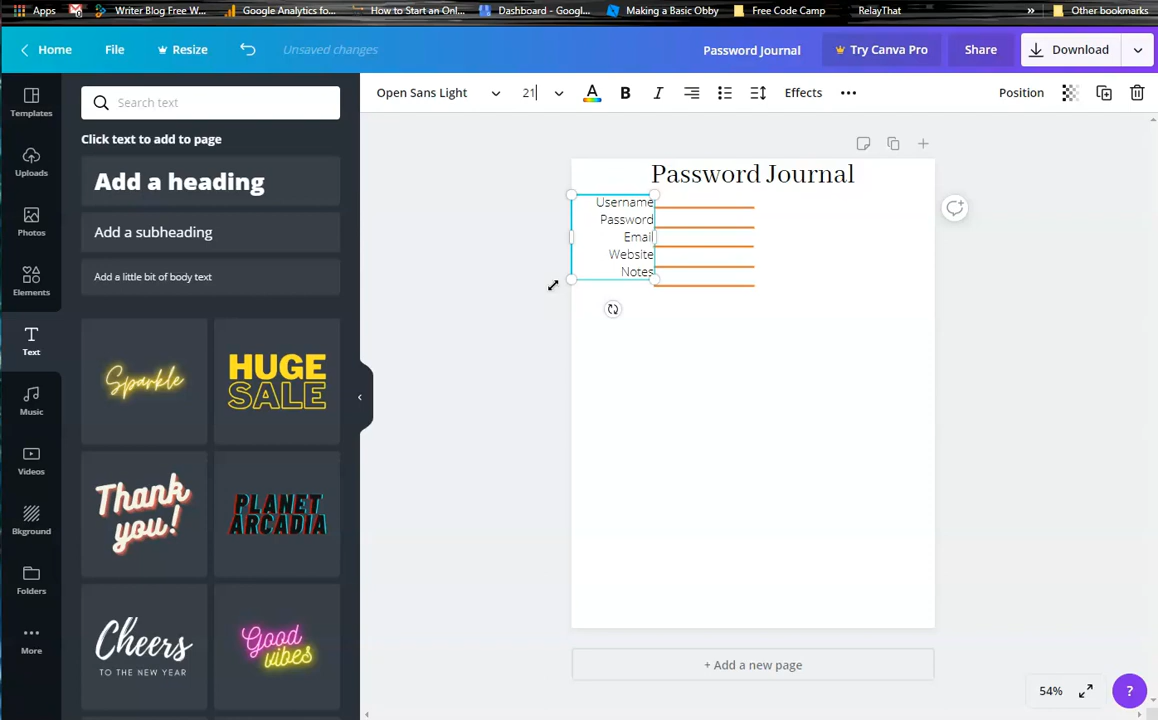 Apps Writer Blog Free W... Google Analytics fo... How to Start an Onl... Dashboard - Googl... Making a Basic Obby Free Code Camp RelayThat » Other bookmarks
Home File Resize Unsaved changes Password Journal Try Canva Pro Share Download
Open Sans Light 21 A B I Effects ••• Position
Templates
Uploads
Photos
Elements
Text
Music
Videos
Bkground
Folders
More
Search text
Click text to add to page
Add a heading
Add a subheading
Add a little bit of body text
Sparkle
HUGE
SALE
Thank
you!
PLANET
ARCADIA
Cheers
TO THE NEW YEAR
Good
vibes
Password Journal
Username
Password
Email
Website
Notes
+ Add a new page
54% ?